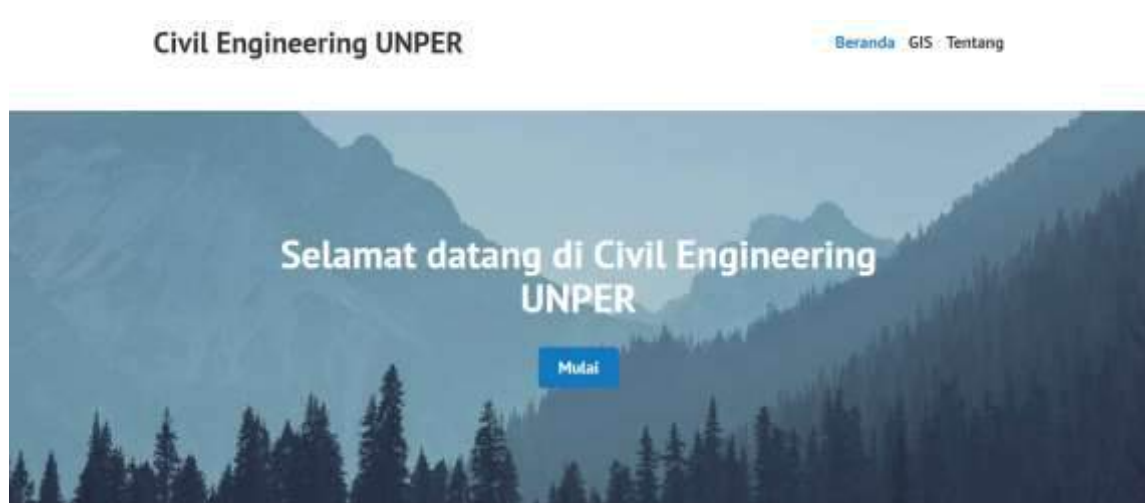 Civil Engineering UNPER
Beranda GIS Tentang
Selamat datang di Civil Engineering
UNPER
Mulai